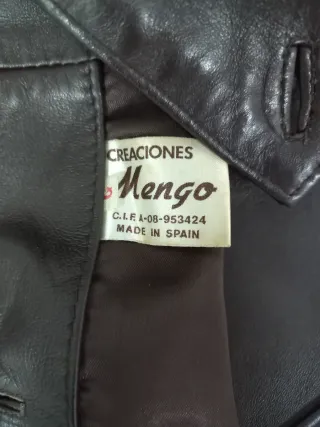 CREACIONES
Mengo
C.I.F. A-08-953424
MADE IN SPAIN